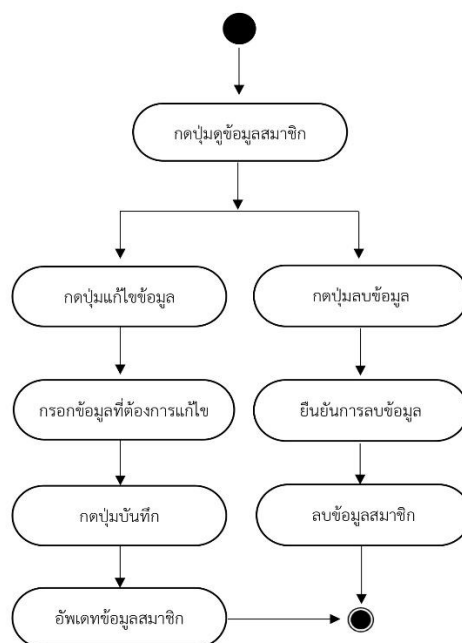 กดปุ่มดูข้อมูลสมาชิก
กดปุ่มแก้ไขข้อมูล
กดปุ่มลบข้อมูล
กรอกข้อมูลที่ต้องการแก้ไข
ยืนยันการลบข้อมูล
กดปุ่มบันทึก
ลบข้อมูลสมาชิก
อัพเดทข้อมูลสมาชิก